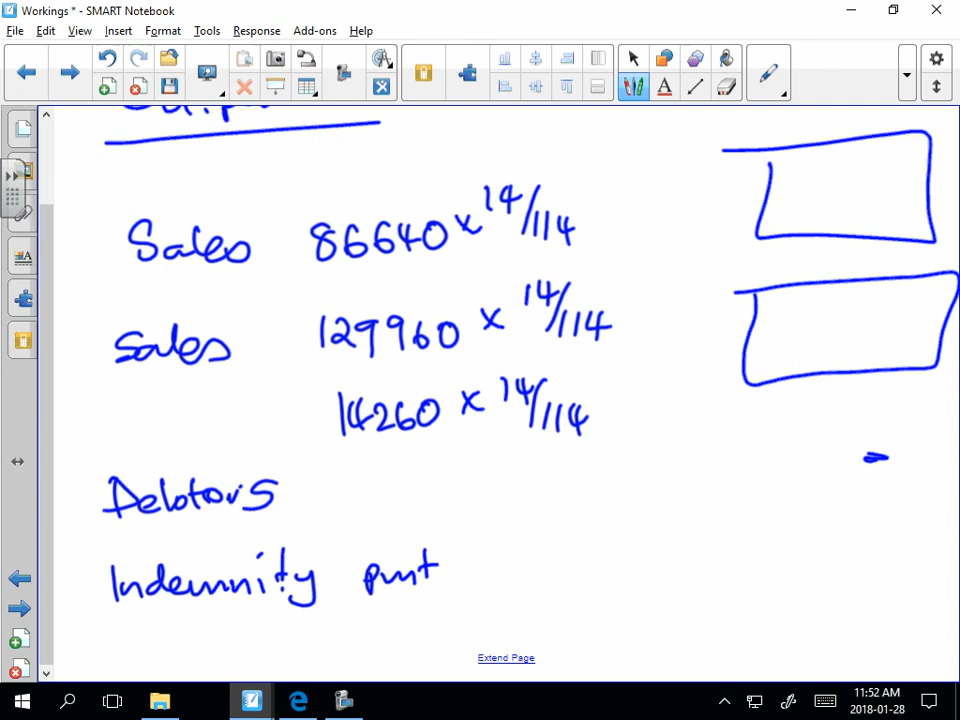 Workings * - SMART Notebook
File Edit View Insert Format Tools Response Add-ons Help
Sales 86640 x 14/114
Sales 129960 x 14/114
14260 x 14/114
Debtors
Indemnity pmt
Extend Page
11:52 AM
2018-01-28